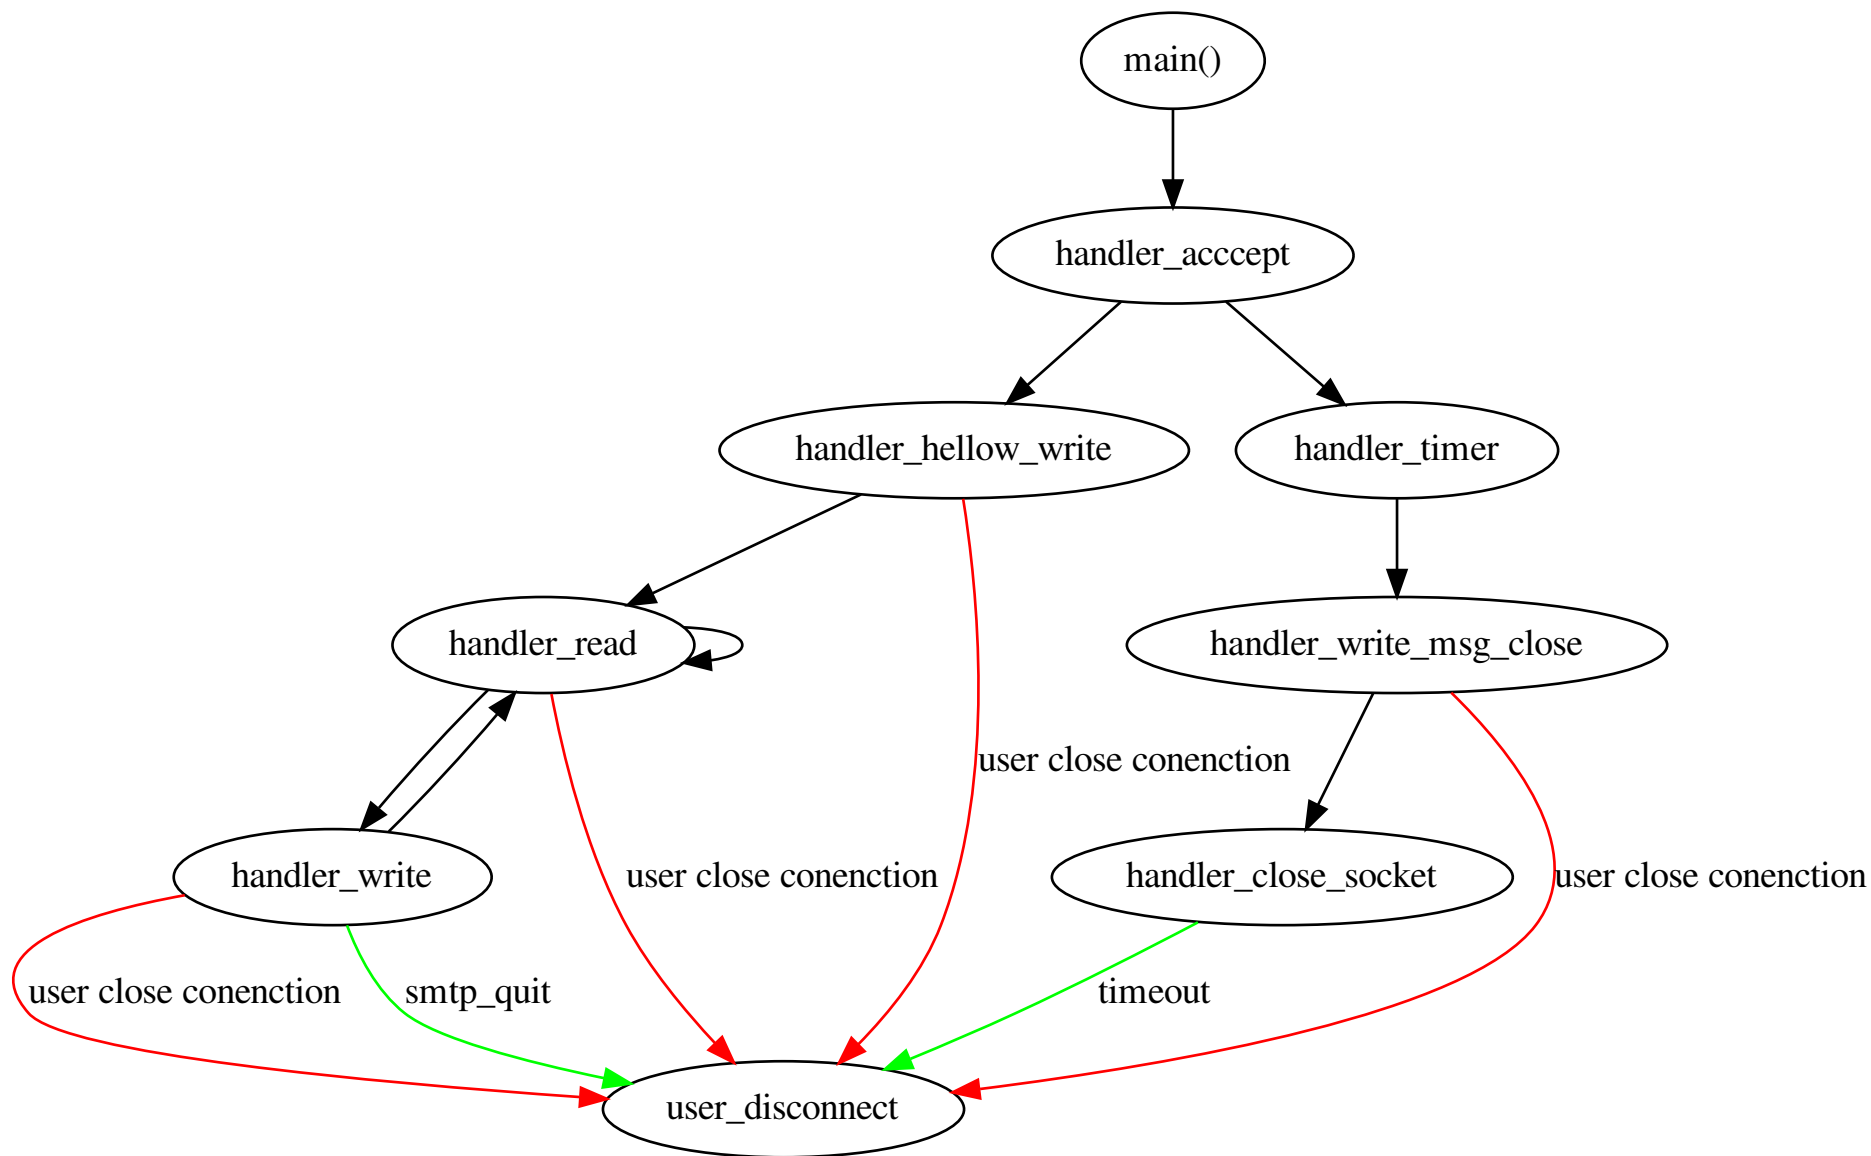 main()
handler_acccept
handler_hellow_write
handler_timer
handler_read
handler_write_msg_close
user close conenction
handler_write
user close conenction
handler_close_socket
user close conenction
user close conenction
smtp_quit
timeout
user_disconnect